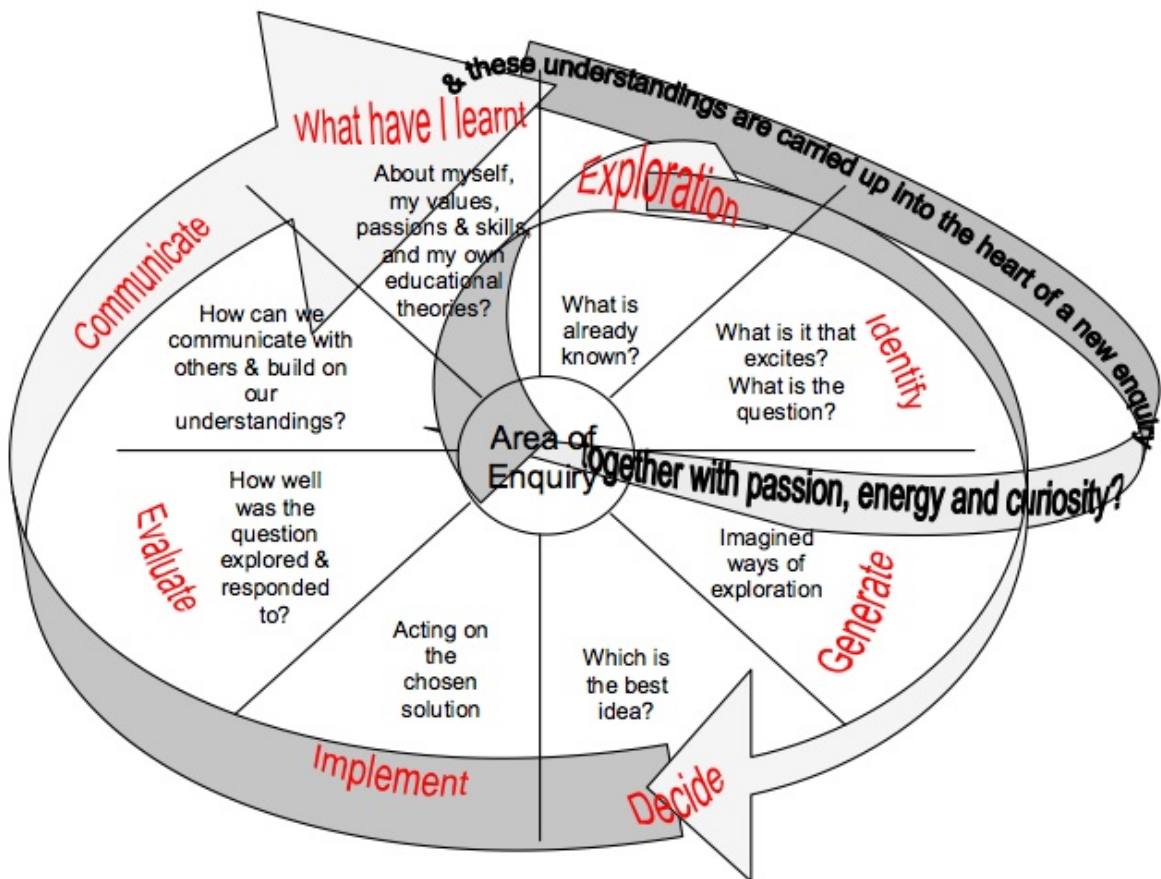 & these understandings are carried up into the heart of a new enquiry,
together with passion, energy and curiosity?
What have I learnt
About myself,
my values,
passions & skills,
and my own
educational
theories?
Exploration
What is
already
known?
Identify
What is it that
excites?
What is the
question?
Generate
Imagined
ways of
exploration
Decide
Which is
the best
idea?
Implement
Acting on
the
chosen
solution
Evaluate
How well
was the
question
explored &
responded
to?
Communicate
How can we
communicate with
others & build on
our
understandings?
Area of
Enquiry